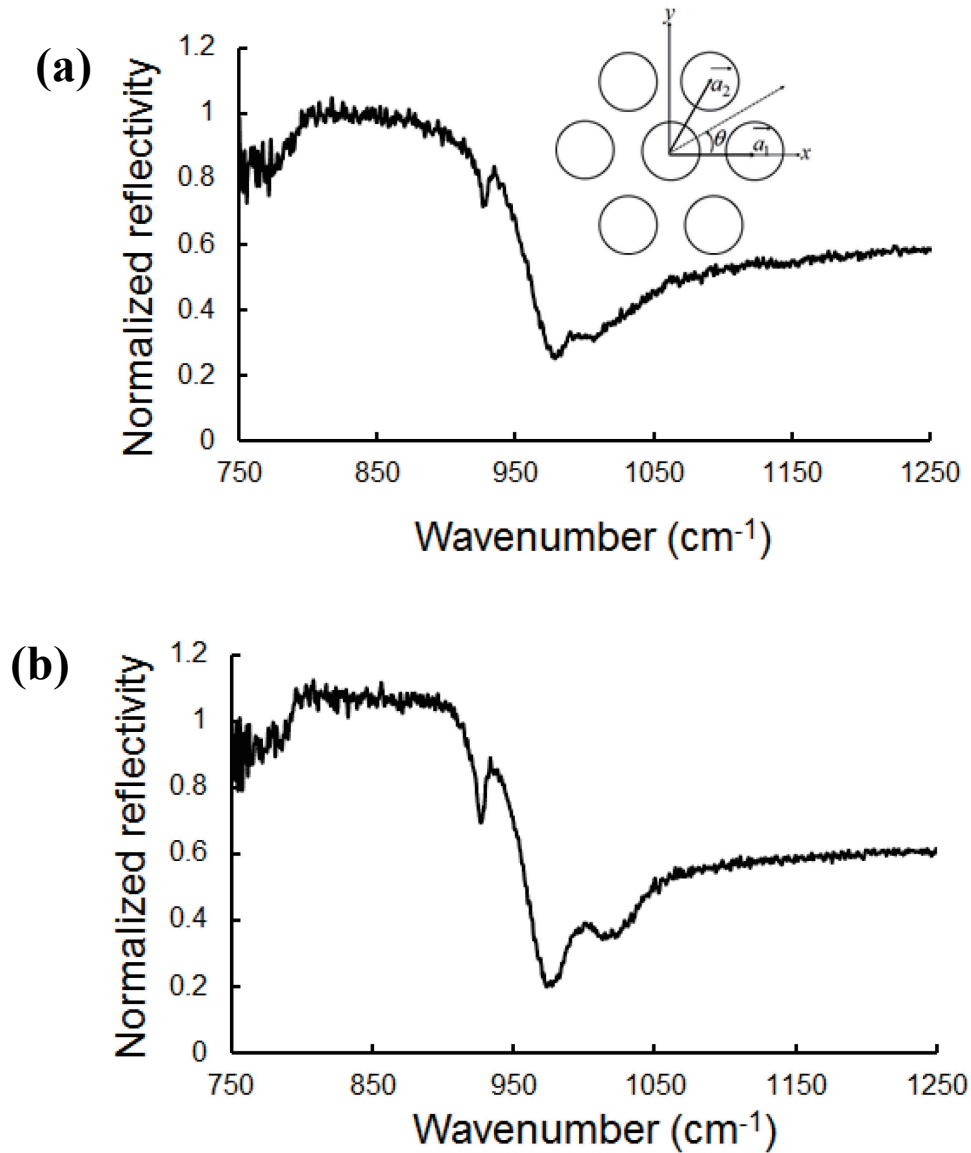 (a)
Normalized reflectivity
1.2
1
0.8
0.6
0.4
0.2
0
750
850
950
1050
1150
1250
Wavenumber (cm⁻¹)
y
a₂
θ
a₁
x
(b)
Normalized reflectivity
1.2
1
0.8
0.6
0.4
0.2
0
750
850
950
1050
1150
1250
Wavenumber (cm⁻¹)